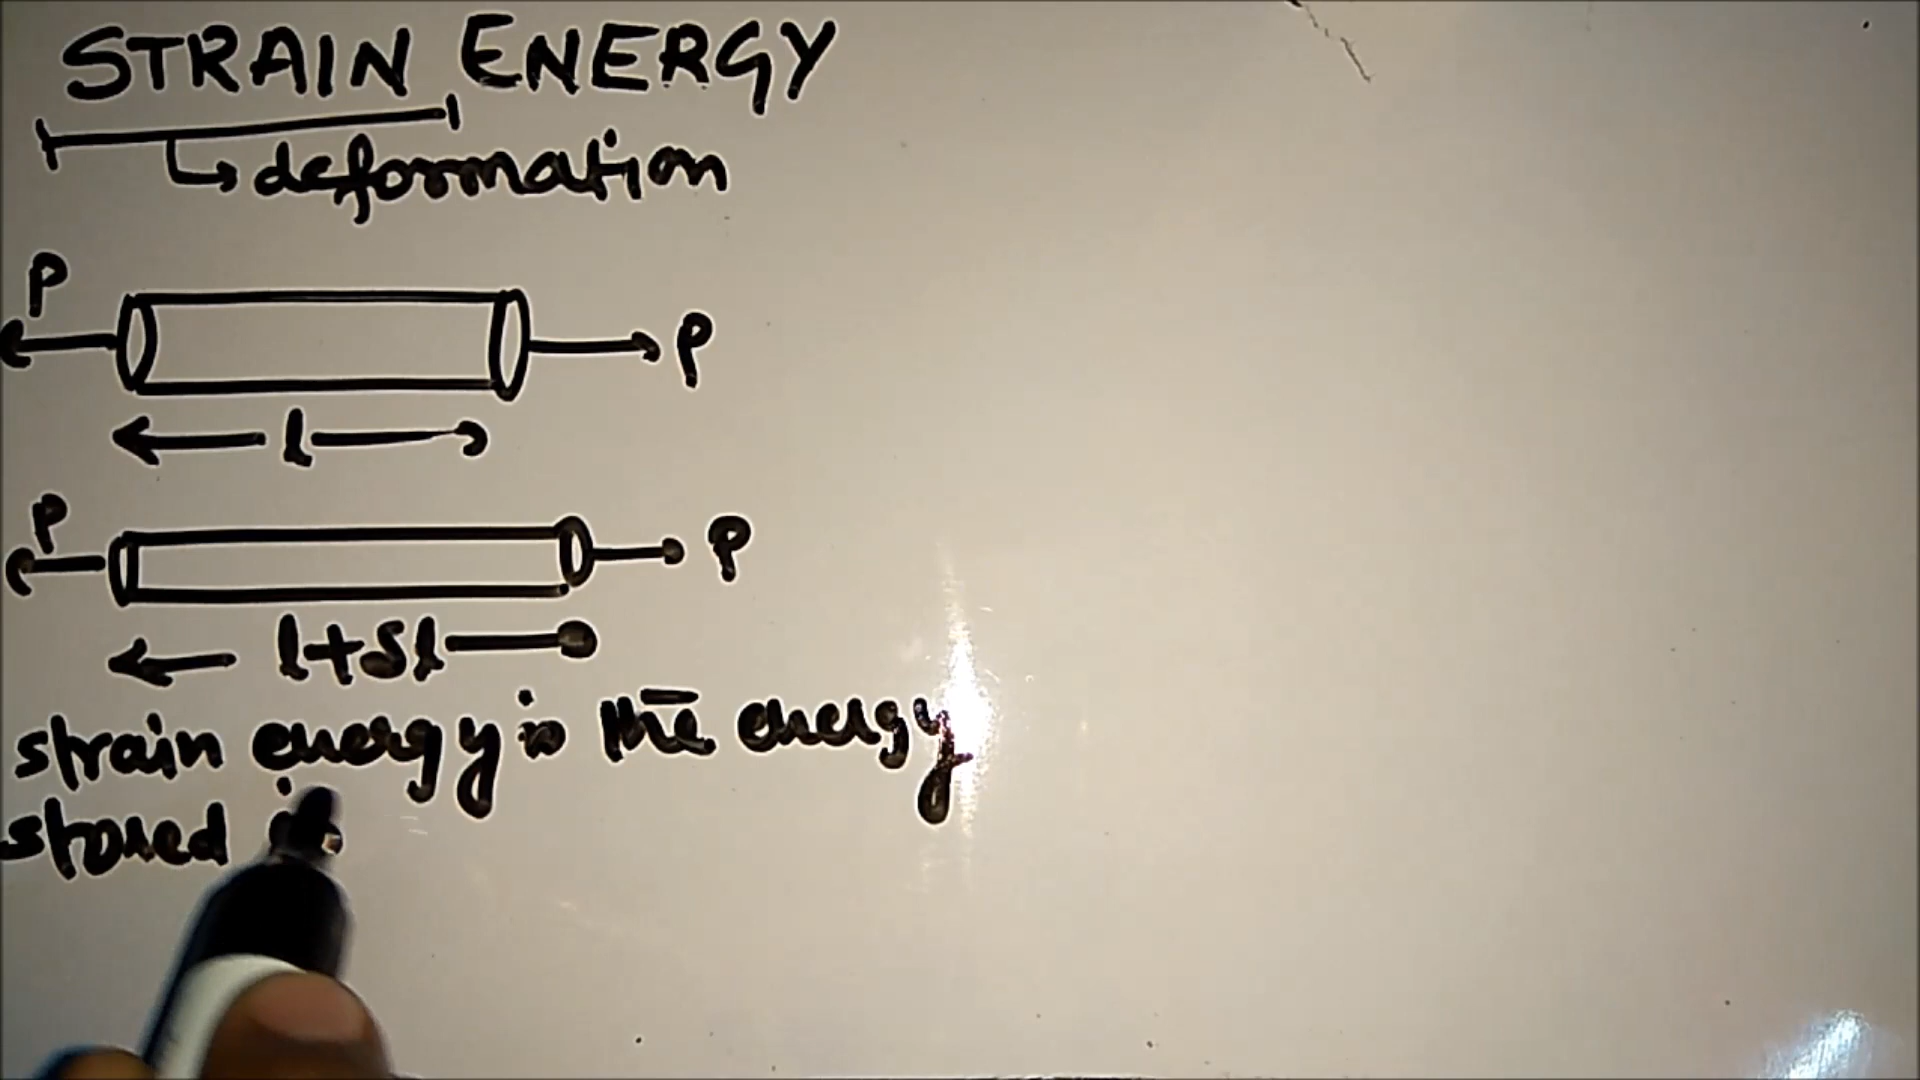 STRAIN ENERGY
deformation
P
P
l
P
P
l+δl
strain energy is the energy
stored